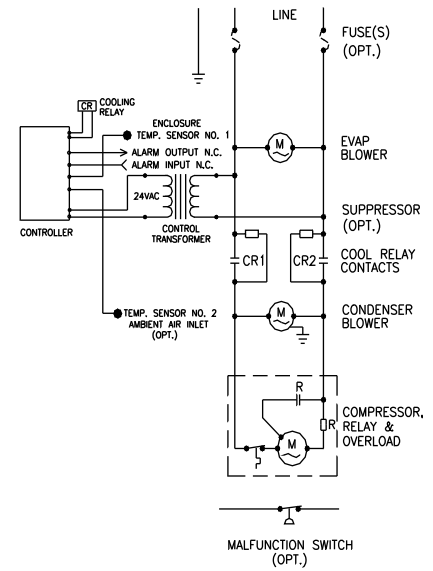 LINE
FUSE(S)
(OPT.)
CR
COOLING
RELAY
ENCLOSURE
TEMP. SENSOR NO. 1
ALARM OUTPUT N.C.
ALARM INPUT N.C.
M
EVAP
BLOWER
24VAC
CONTROLLER
CONTROL
TRANSFORMER
SUPPRESSOR
(OPT.)
CR1
CR2
COOL RELAY
CONTACTS
TEMP. SENSOR NO. 2
AMBIENT AIR INLET
(OPT.)
M
CONDENSER
BLOWER
R
R
M
COMPRESSOR,
RELAY &
OVERLOAD
MALFUNCTION SWITCH
(OPT.)